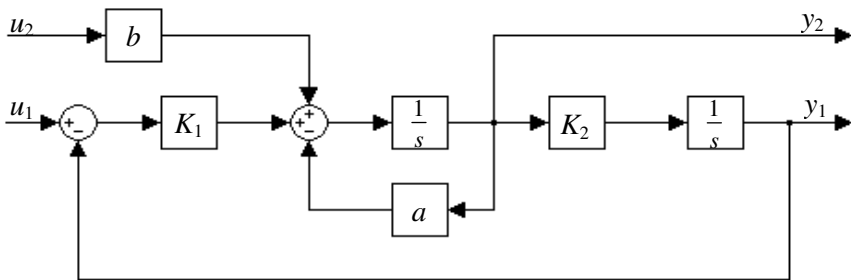 u₂ b y₂
u₁ + − K₁ + + − 1/s K₂ 1/s y₁
a